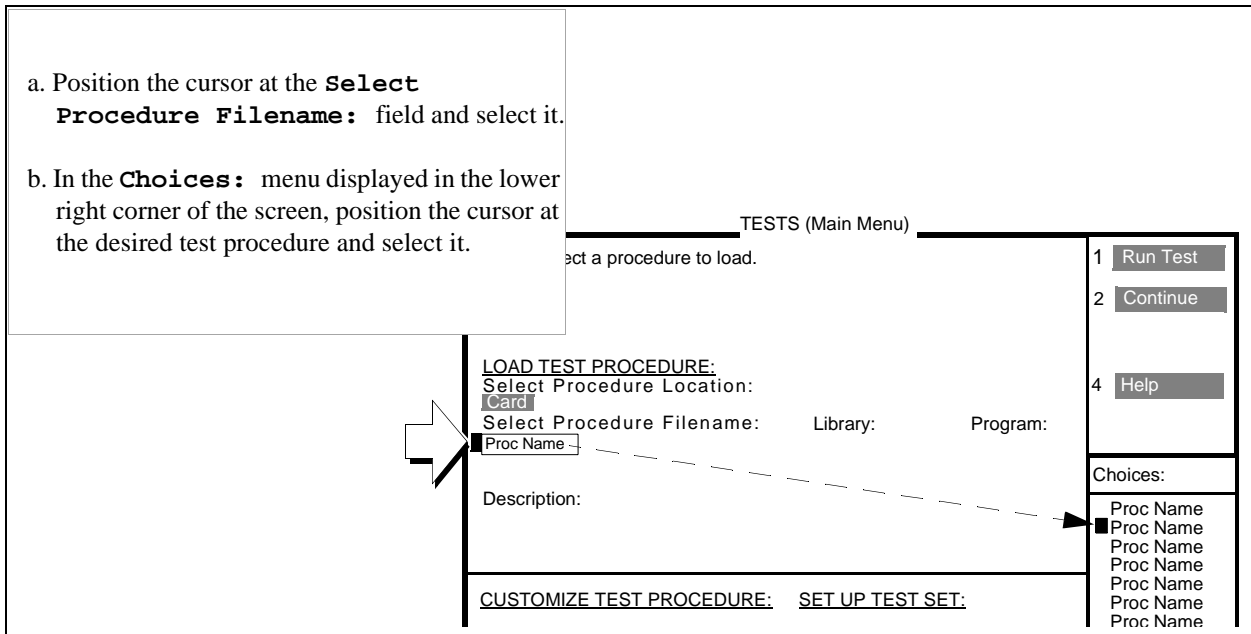 a. Position the cursor at the Select
Procedure Filename: field and select it.
b. In the Choices: menu displayed in the lower
right corner of the screen, position the cursor at
the desired test procedure and select it.
TESTS (Main Menu)
ect a procedure to load.
1 Run Test
2 Continue
4 Help
LOAD TEST PROCEDURE:
Select Procedure Location:
Card
Select Procedure Filename: Library: Program:
Proc Name
Description:
Choices:
Proc Name
Proc Name
Proc Name
Proc Name
Proc Name
Proc Name
Proc Name
CUSTOMIZE TEST PROCEDURE: SET UP TEST SET: